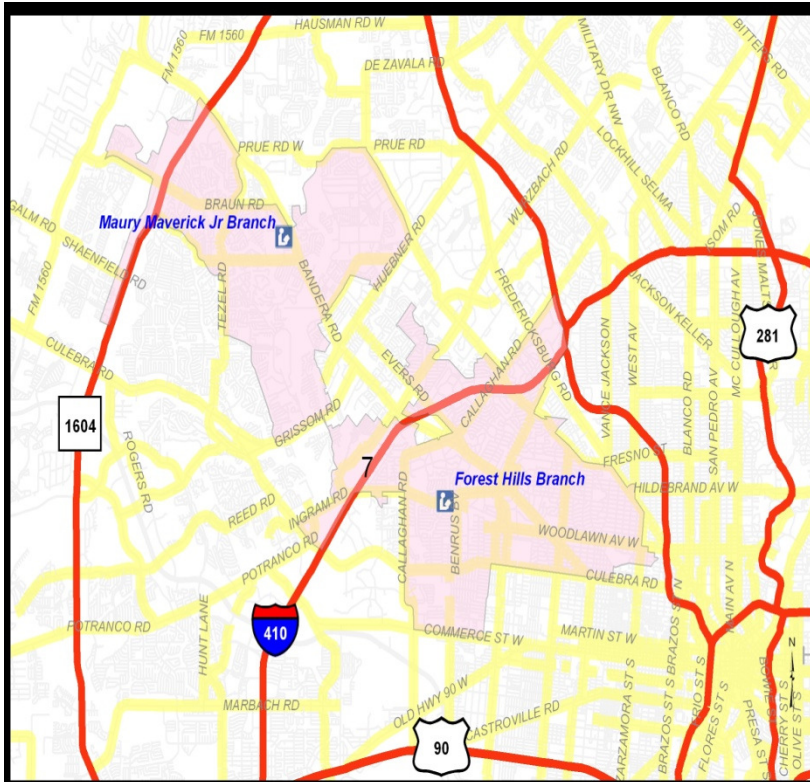 HAUSMAN RD W
FM 1560
FM 1560
DE ZAVALA RD
MILITARY DR NW
BLANCO RD
BITTERS RD
PRUE RD W
PRUE RD
LOCKHILL SELMA
WURZBACH RD
BRAUN RD
Maury Maverick Jr Branch
GALM RD
SHAENFIELD RD
FM 1560
TEZEL RD
BANDERA RD
HUEBNER RD
FREDERICKSBURG RD
JACKSON KELLER
MC CULLOUGH AV
281
CULEBRA RD
EVERS RD
CALLAGHAN RD
VANCE JACKSON
WEST AV
BLANCO RD
SAN PEDRO AV
1604
GRISSOM RD
ROGERS RD
7
FRESNO ST
Forest Hills Branch
HILDEBRAND AV W
REED RD
INGRAM RD
CALLAGHAN RD
BENRUS BV
WOODLAWN AV W
POTRANCO RD
CULEBRA RD
410
POTRANCO RD
HUNT LANE
COMMERCE ST W
MARTIN ST W
MAIN AV N
N
MARBACH RD
OLD HWY 90 W
CASTROVILLE RD
90
BRAZOS ST S
FRIO ST S
FLORES ST S
PRESA ST
CHERRY ST S
OLIVE ST S